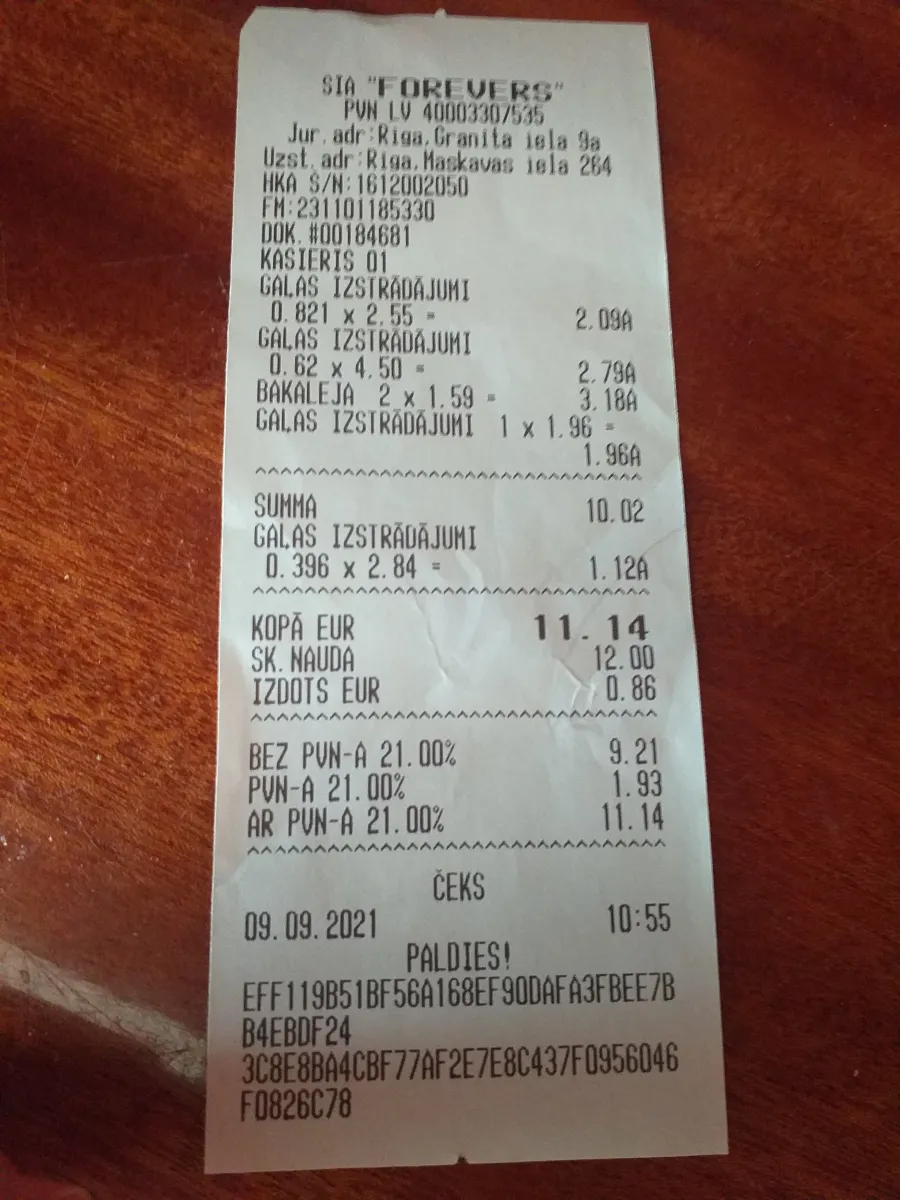 SIA "FOREVERS"
PVN LV 40003307535
Jur.adr:Riga,Granita iela 9a
Uzst.adr:Riga,Maskavas iela 264
HKA S/N:1612002050
FM:231101185330
DOK.#00184681
KASIERIS 01
GAĻAS IZSTRĀDĀJUMI
0.821 x 2.55 = 2.09A
GAĻAS IZSTRĀDĀJUMI
0.62 x 4.50 = 2.79A
BAKALEJA 2 x 1.59 = 3.18A
GAĻAS IZSTRĀDĀJUMI 1 x 1.96 =
1.96A
^^^^^^^^^^^^^^^^^^^^^^^^^^^^^^^^
SUMMA 10.02
GAĻAS IZSTRĀDĀJUMI
0.396 x 2.84 = 1.12A
^^^^^^^^^^^^^^^^^^^^^^^^^^^^^^^^
KOPĀ EUR 11.14
SK.NAUDA 12.00
IZDOTS EUR 0.86
^^^^^^^^^^^^^^^^^^^^^^^^^^^^^^^^
BEZ PVN-A 21.00% 9.21
PVN-A 21.00% 1.93
AR PVN-A 21.00% 11.14
^^^^^^^^^^^^^^^^^^^^^^^^^^^^^^^^
ČEKS
09.09.2021 10:55
PALDIES!
EFF119B51BF56A168EF90DAFA3FBEE7B
B4EBDF24
3C8E8BA4CBF77AF2E7E8C437F0956046
F0826C78